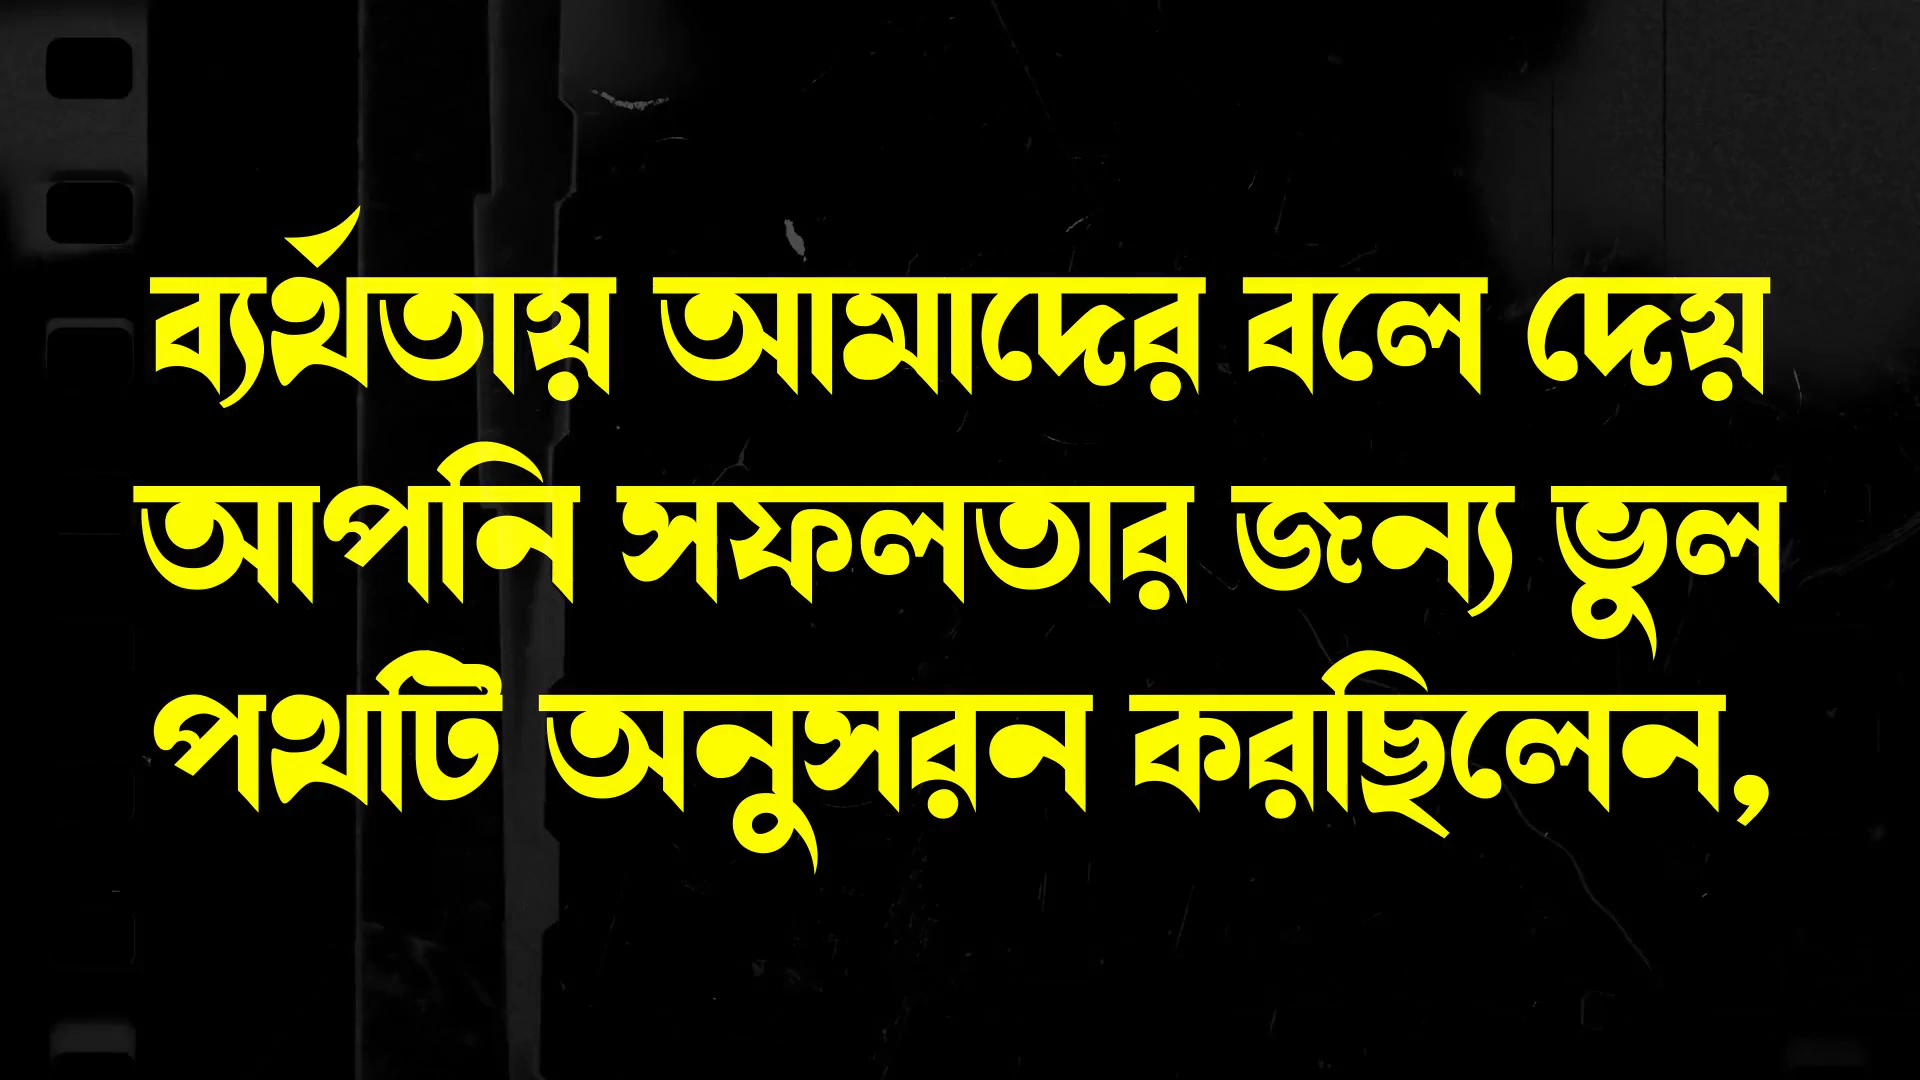 ব্যর্থতায় আমাদের বলে দেয়
আপনি সফলতার জন্য ভুল
পথটি অনুসরন করছিলেন,